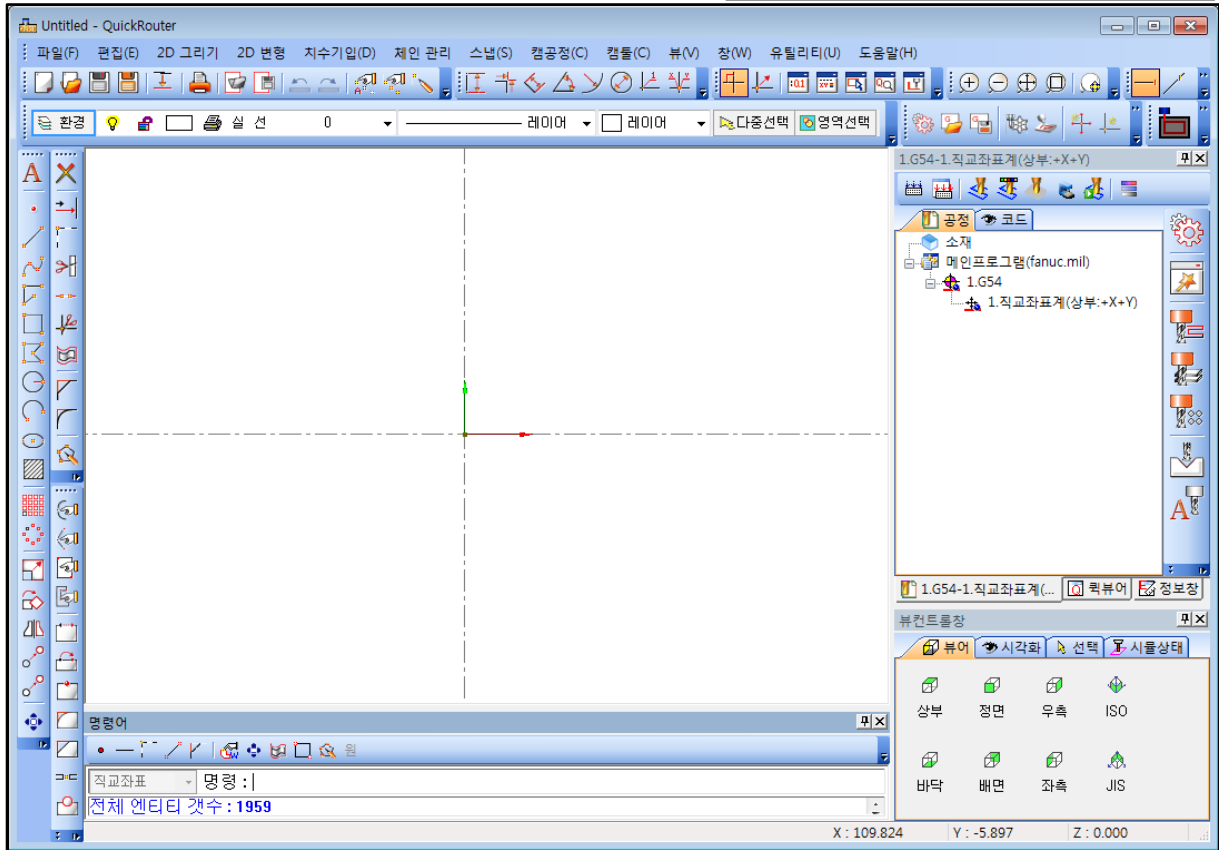 Untitled - QuickRouter
파일(F) 편집(E) 2D 그리기 2D 변형 치수기입(D) 체인 관리 스냅(S) 캠공정(C) 캠툴(C) 뷰(V) 창(W) 유틸리티(U) 도움말(H)
환경 실 선 0 레이어 레이어 다중선택 영역선택
1.G54-1.직교좌표계(상부:+X+Y)
공정 코드
소재
메인프로그램(fanuc.mil)
1.G54
1.직교좌표계(상부:+X+Y)
1.G54-1.직교좌표계(... 퀵뷰어 정보창
뷰컨트롤창
뷰어 시각화 선택 시뮬상태
상부 정면 우측 ISO
바닥 배면 좌측 JIS
명령어
원
직교좌표 명령 :
전체 엔티티 갯수 : 1959
X : 109.824 Y : -5.897 Z : 0.000